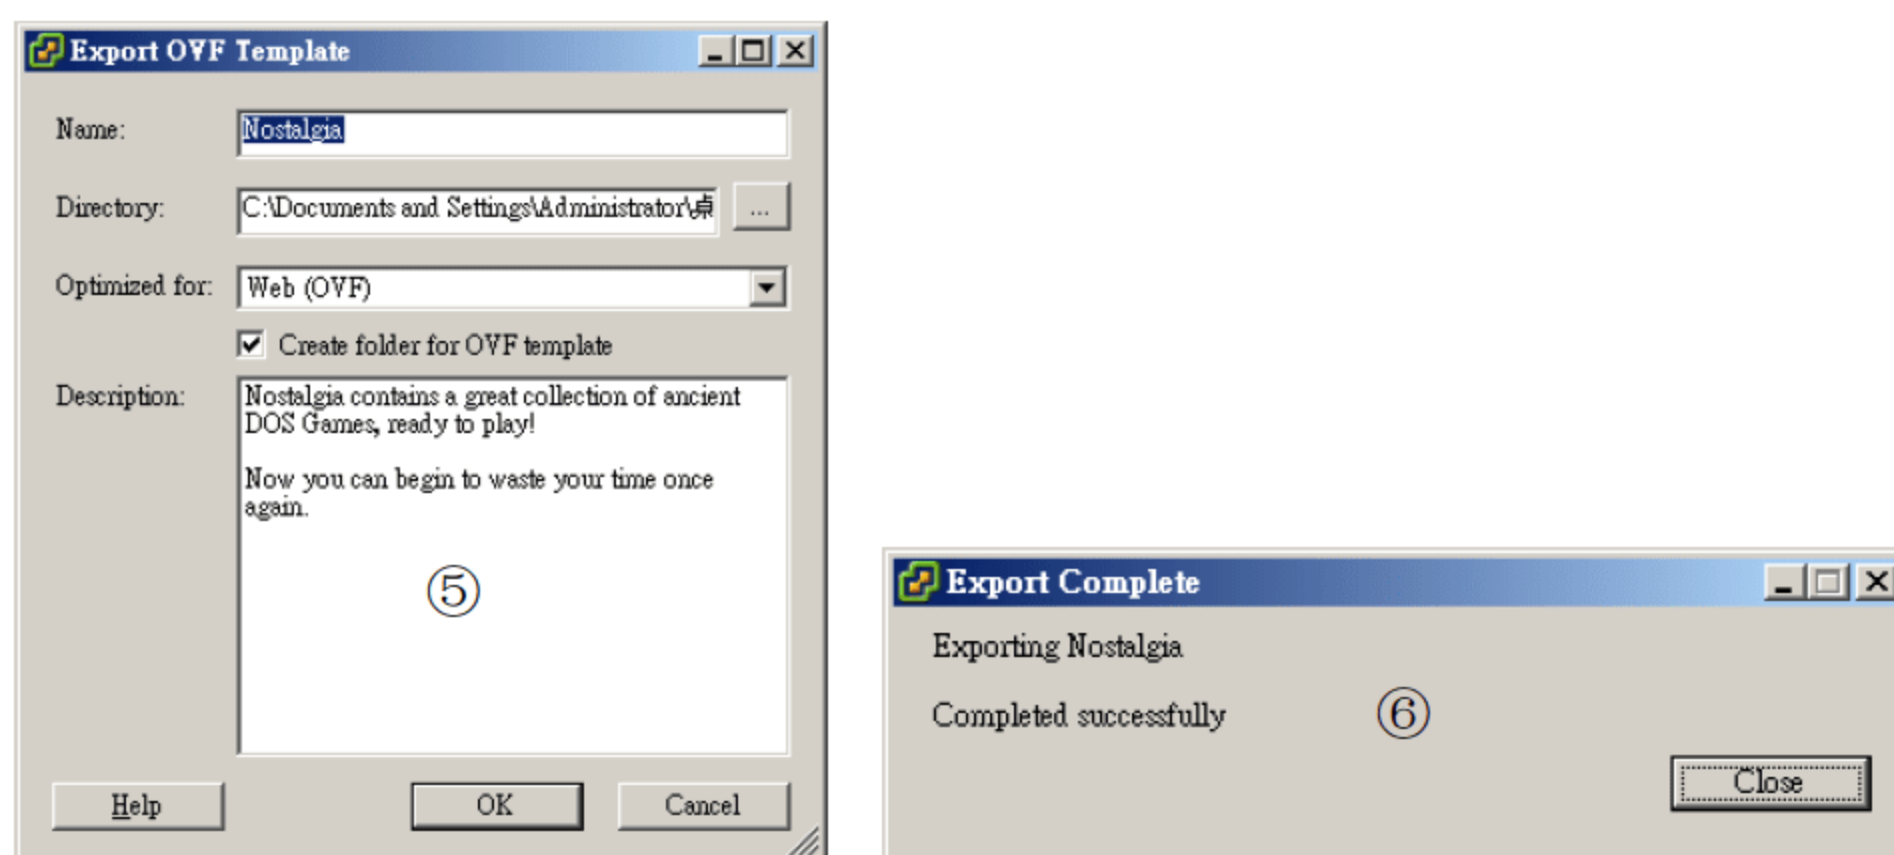 Export OVF Template
Name:
Nostalgia
Directory:
C:\Documents and Settings\Administrator\桌
...
Optimized for:
Web (OVF)
Create folder for OVF template
Description:
Nostalgia contains a great collection of ancient
DOS Games, ready to play!
Now you can begin to waste your time once
again.
⑤
Help
OK
Cancel
Export Complete
Exporting Nostalgia
Completed successfully
⑥
Close